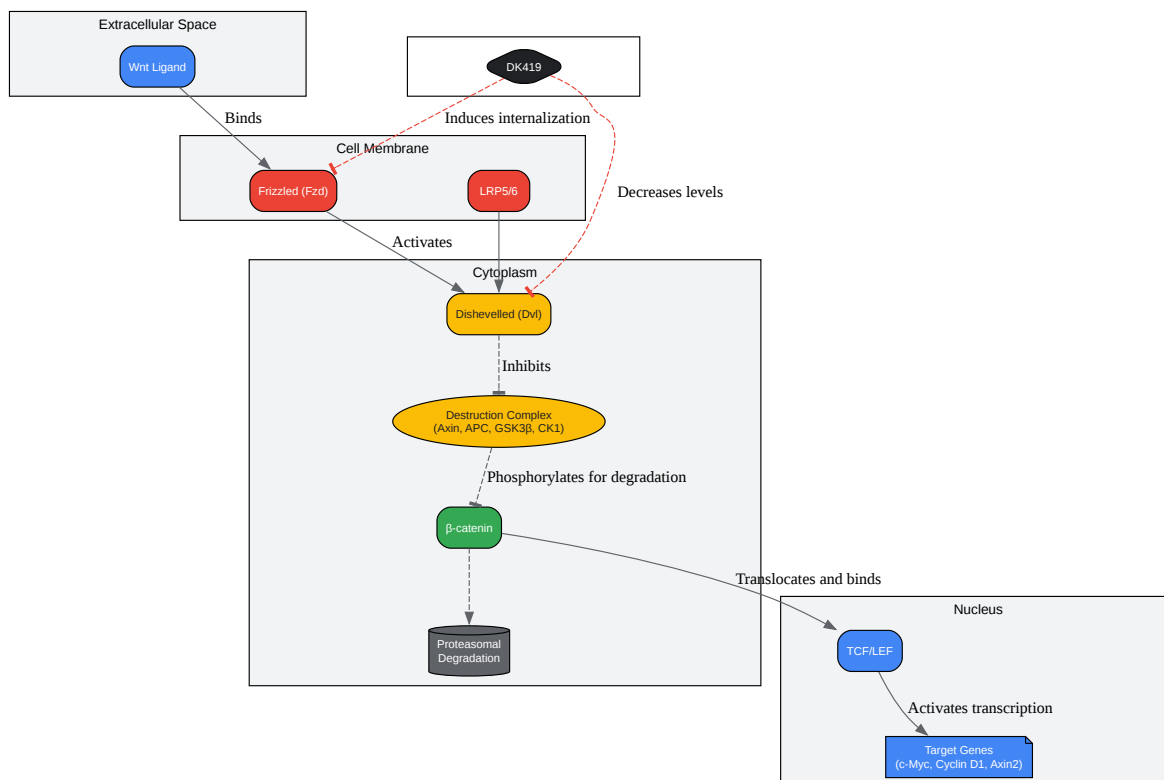 Extracellular Space
Wnt Ligand
DK419
Binds
Induces internalization
Cell Membrane
Frizzled (Fzd)
LRP5/6
Decreases levels
Activates
Cytoplasm
Dishevelled (Dvl)
Inhibits
Destruction Complex
(Axin, APC, GSK3β, CK1)
Phosphorylates for degradation
β-catenin
Translocates and binds
Nucleus
Proteasomal
Degradation
TCF/LEF
Activates transcription
Target Genes
(c-Myc, Cyclin D1, Axin2)